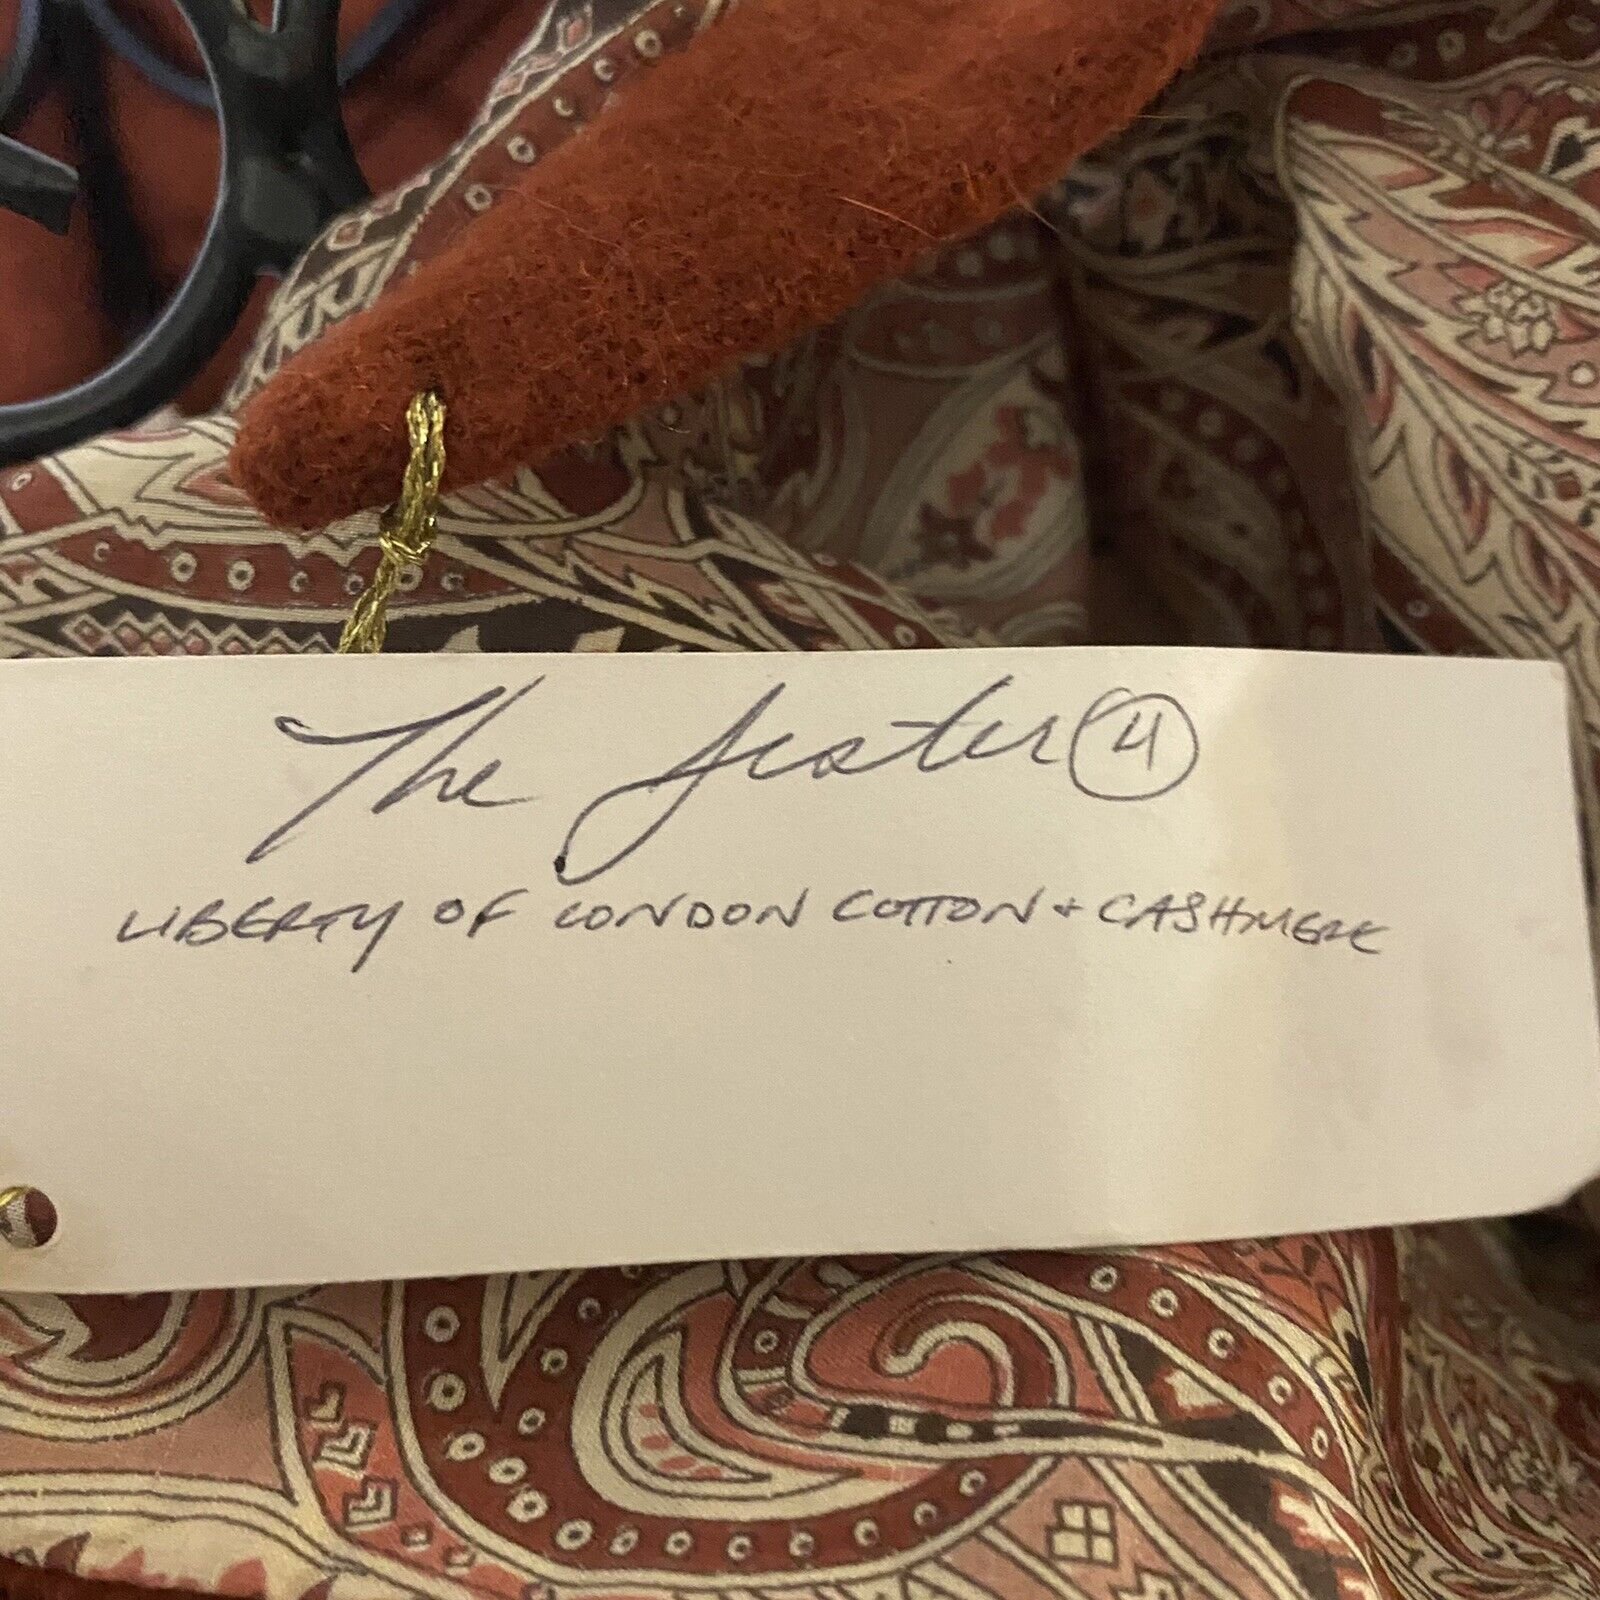 The Jester 4
LIBERTY OF LONDON COTTON + CASHMERE